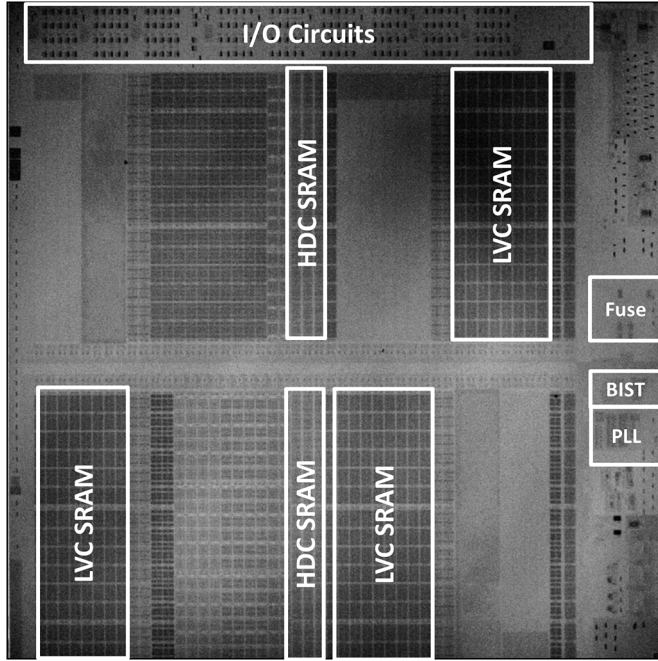 I/O Circuits
HDC SRAM
LVC SRAM
Fuse
BIST
PLL
LVC SRAM
HDC SRAM
LVC SRAM